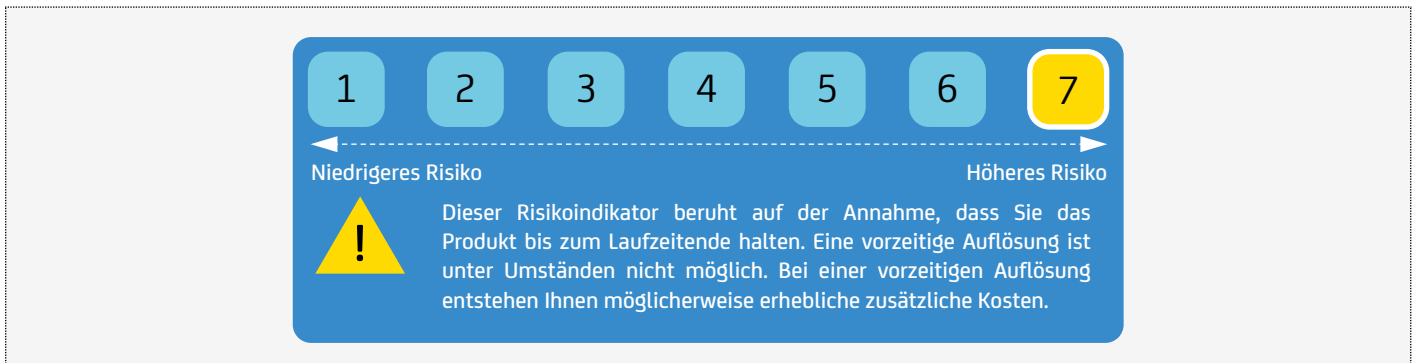 1 2 3 4 5 6 7
Niedrigeres Risiko Höheres Risiko
!
Dieser Risikoindikator beruht auf der Annahme, dass Sie das
Produkt bis zum Laufzeitende halten. Eine vorzeitige Auflösung ist
unter Umständen nicht möglich. Bei einer vorzeitigen Auflösung
entstehen Ihnen möglicherweise erhebliche zusätzliche Kosten.